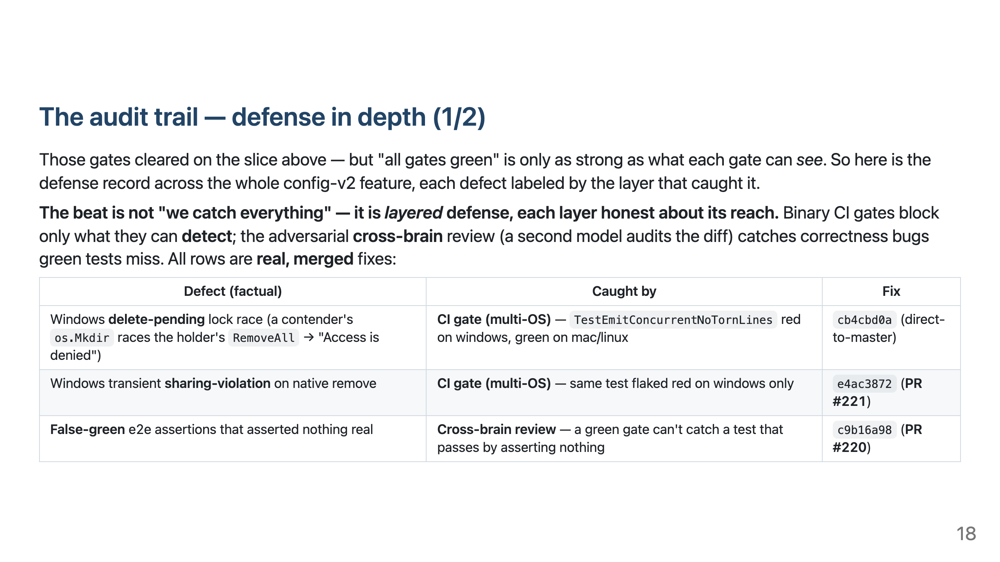 The audit trail — defense in depth (1/2)
Those gates cleared on the slice above — but "all gates green" is only as strong as what each gate can see. So here is the
defense record across the whole config-v2 feature, each defect labeled by the layer that caught it.
The beat is not "we catch everything" — it is layered defense, each layer honest about its reach. Binary CI gates block
only what they can detect; the adversarial cross-brain review (a second model audits the diff) catches correctness bugs
green tests miss. All rows are real, merged fixes:
Defect (factual)
Caught by
Fix
Windows delete-pending lock race (a contender's
os.Mkdir races the holder's RemoveAll → "Access is
denied")
CI gate (multi-OS) — TestEmitConcurrentNoTornLines red
on windows, green on mac/linux
cb4cbd0a (direct-
to-master)
Windows transient sharing-violation on native remove
CI gate (multi-OS) — same test flaked red on windows only
e4ac3872 (PR
#221)
False-green e2e assertions that asserted nothing real
Cross-brain review — a green gate can't catch a test that
passes by asserting nothing
c9b16a98 (PR
#220)
18